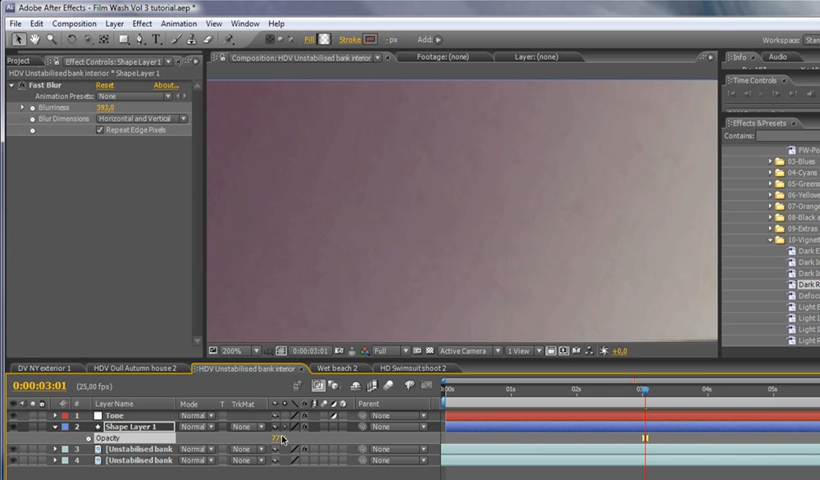 Adobe After Effects - Film Wash Vol 3 tutorial.aep *
File Edit Composition Layer Effect Animation View Window Help
Fill Stroke px Add: Workspace: Stan
Project Effect Controls: Shape Layer 1
HDV Unstabilised bank interior * Shape Layer 1
Fast Blur Reset About...
Animation Presets: None
Blurriness 393,0
Blur Dimensions Horizontal and Vertical
Repeat Edge Pixels
Composition: HDV Unstabilised bank interior Footage: (none) Layer: (none)
200% 0:00:03:01 Full Active Camera 1 View +0,0
Info Audio
Time Controls
Effects & Presets
Contains:
FW-Po
03-Blues
04-Cyans
05-Greens
06-Yellow
07-Orange
08-Black a
09-Extras
10-Vignett
Dark E
Dark I
Dark I
Dark R
Defoc
Light E
Light I
Light I
Light R
DV NY exterior 1 HDV Dull Autumn house 2 HDV Unstabilised bank interior Wet beach 2 HD Swimsuit shoot 2
0:00:03:01 (25,00 fps)
# Layer Name Mode T TrkMat Parent
:00s 01s 02s 03s 04s 05s
1 Tone Normal None
2 Shape Layer 1 Normal None None
Opacity
3 [Unstabilised bank Normal None None
4 [Unstabilised bank Normal None None